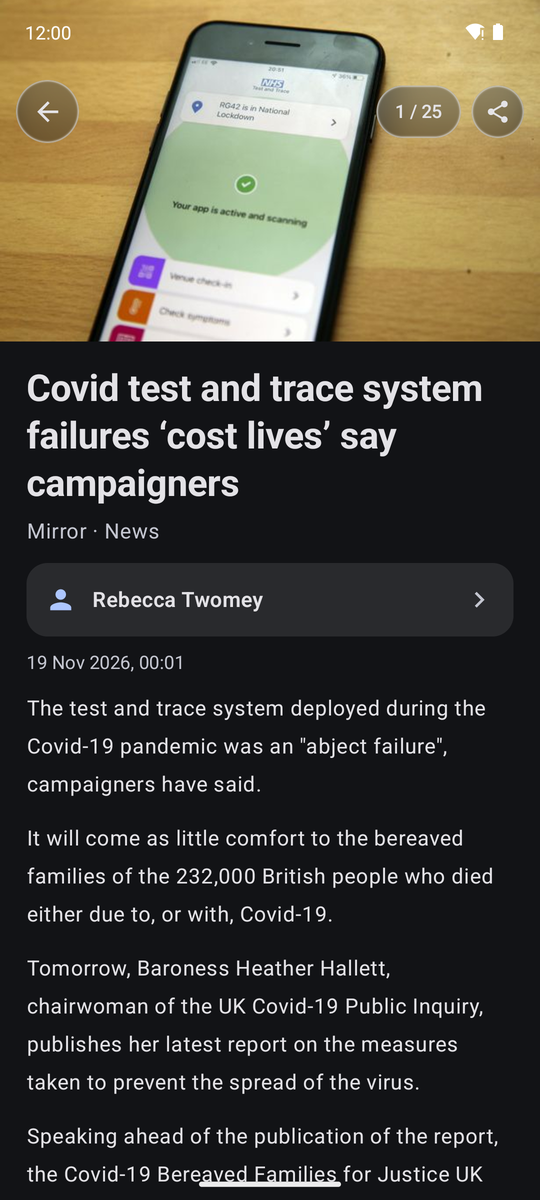 12:00
20:51
26%
NHS
Test and Trace
RG42 is in National
Lockdown
1 / 25
Your app is active and scanning
Venue check-in
Check symptoms
Covid test and trace system
failures ‘cost lives’ say
campaigners
Mirror · News
Rebecca Twomey
19 Nov 2026, 00:01
The test and trace system deployed during the
Covid-19 pandemic was an "abject failure",
campaigners have said.
It will come as little comfort to the bereaved
families of the 232,000 British people who died
either due to, or with, Covid-19.
Tomorrow, Baroness Heather Hallett,
chairwoman of the UK Covid-19 Public Inquiry,
publishes her latest report on the measures
taken to prevent the spread of the virus.
Speaking ahead of the publication of the report,
the Covid-19 Bereaved Families for Justice UK